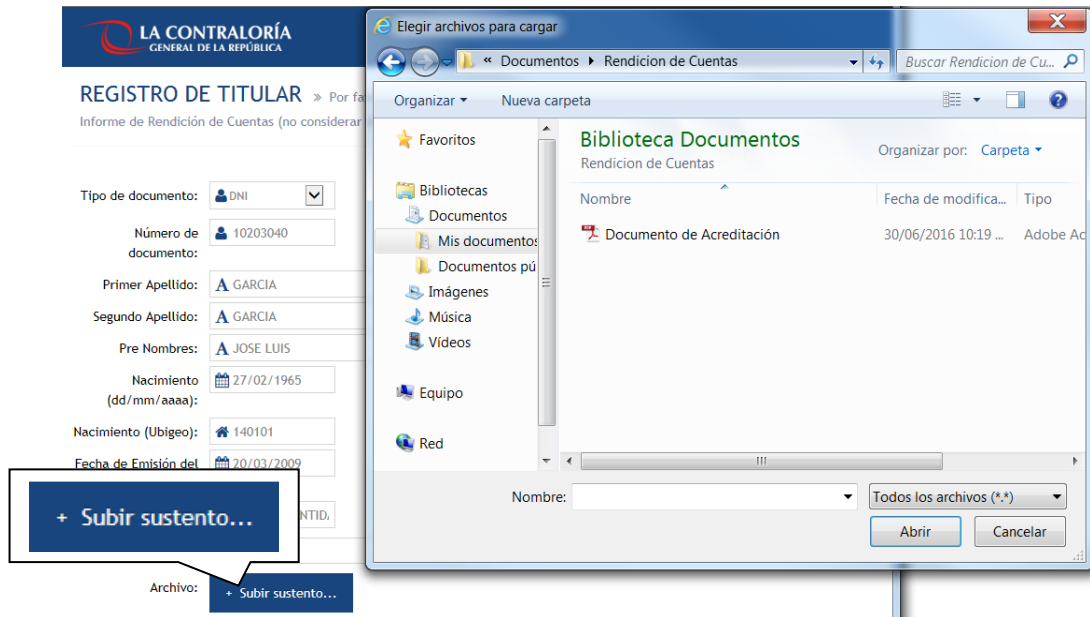 LA CONTRALORÍA
GENERAL DE LA REPÚBLICA
REGISTRO DE TITULAR » Por fa
Informe de Rendición de Cuentas (no considerar
Tipo de documento: DNI
Número de documento: 10203040
Primer Apellido: A GARCIA
Segundo Apellido: A GARCIA
Pre Nombres: A JOSE LUIS
Nacimiento (dd/mm/aaaa): 27/02/1965
Nacimiento (Ubigeo): 140101
Fecha de Emisión del 20/03/2009
NTID
+ Subir sustento...
Archivo: + Subir sustento...
Elegir archivos para cargar
« Documentos ▸ Rendicion de Cuentas
Buscar Rendicion de Cu...
Organizar
Nueva carpeta
Favoritos
Bibliotecas
Documentos
Mis documentos
Documentos pú
Imágenes
Música
Vídeos
Equipo
Red
Biblioteca Documentos
Rendicion de Cuentas
Organizar por: Carpeta
Nombre Fecha de modifica... Tipo
Documento de Acreditación 30/06/2016 10:19 ... Adobe Ac
Nombre:
Todos los archivos (*.*)
Abrir Cancelar